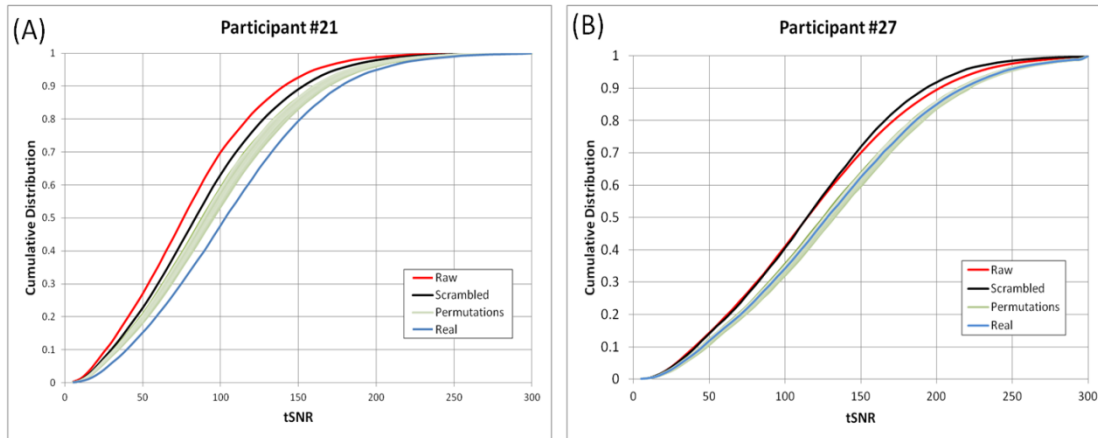 (A)
Participant #21
1
0.9
0.8
0.7
0.6
0.5
0.4
0.3
0.2
0.1
0
Cumulative Distribution
Raw
Scrambled
Permutations
Real
0 50 100 150 200 250 300
tSNR
(B)
Participant #27
1
0.9
0.8
0.7
0.6
0.5
0.4
0.3
0.2
0.1
0
Cumulative Distribution
Raw
Scrambled
Permutations
Real
0 50 100 150 200 250 300
tSNR